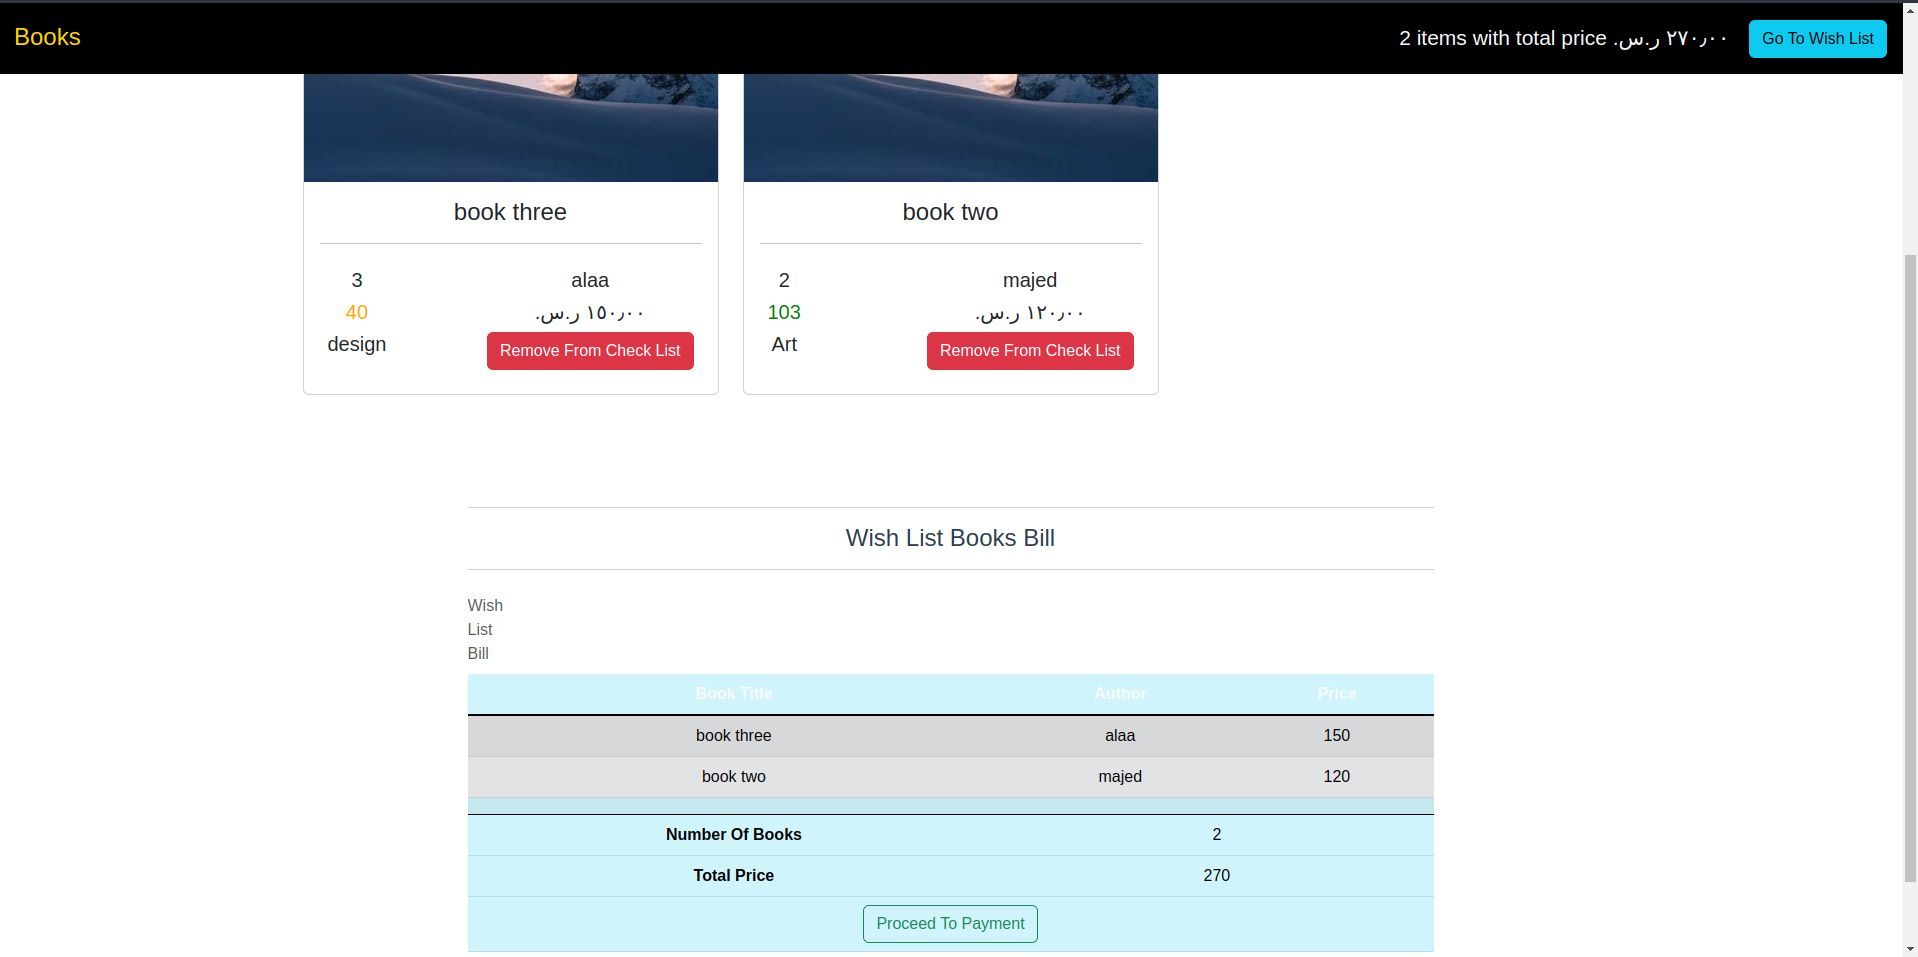 Books
2 items with total price ٢٧٠٫٠٠ ر.س.
Go To Wish List
book three
3
40
design
alaa
١٥٠٫٠٠ ر.س.
Remove From Check List
book two
2
103
Art
majed
١٢٠٫٠٠ ر.س.
Remove From Check List
Wish List Books Bill
Wish
List
Bill
Book Title Author Price
book three alaa 150
book two majed 120
Number Of Books 2
Total Price 270
Proceed To Payment